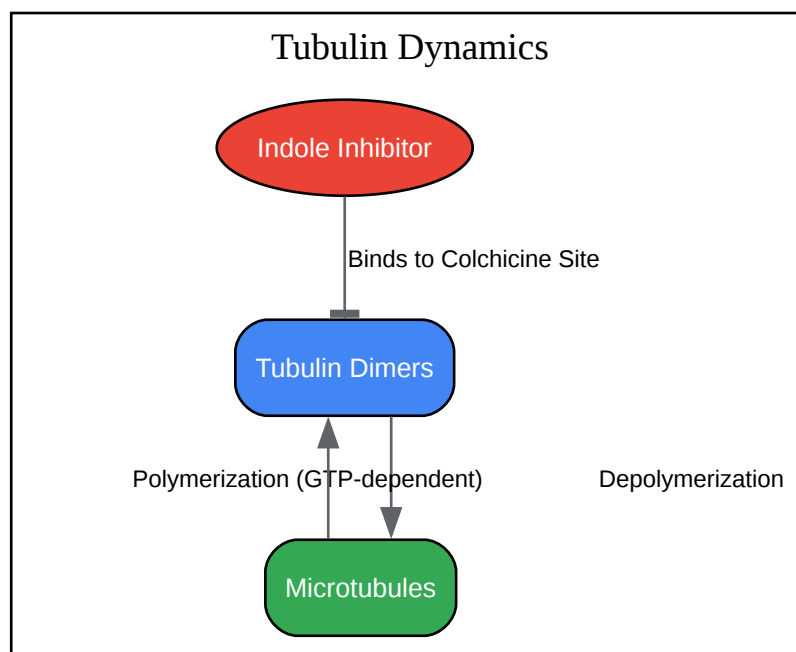 Tubulin Dynamics
Indole Inhibitor
Binds to Colchicine Site
Tubulin Dimers
Polymerization (GTP-dependent)
Depolymerization
Microtubules